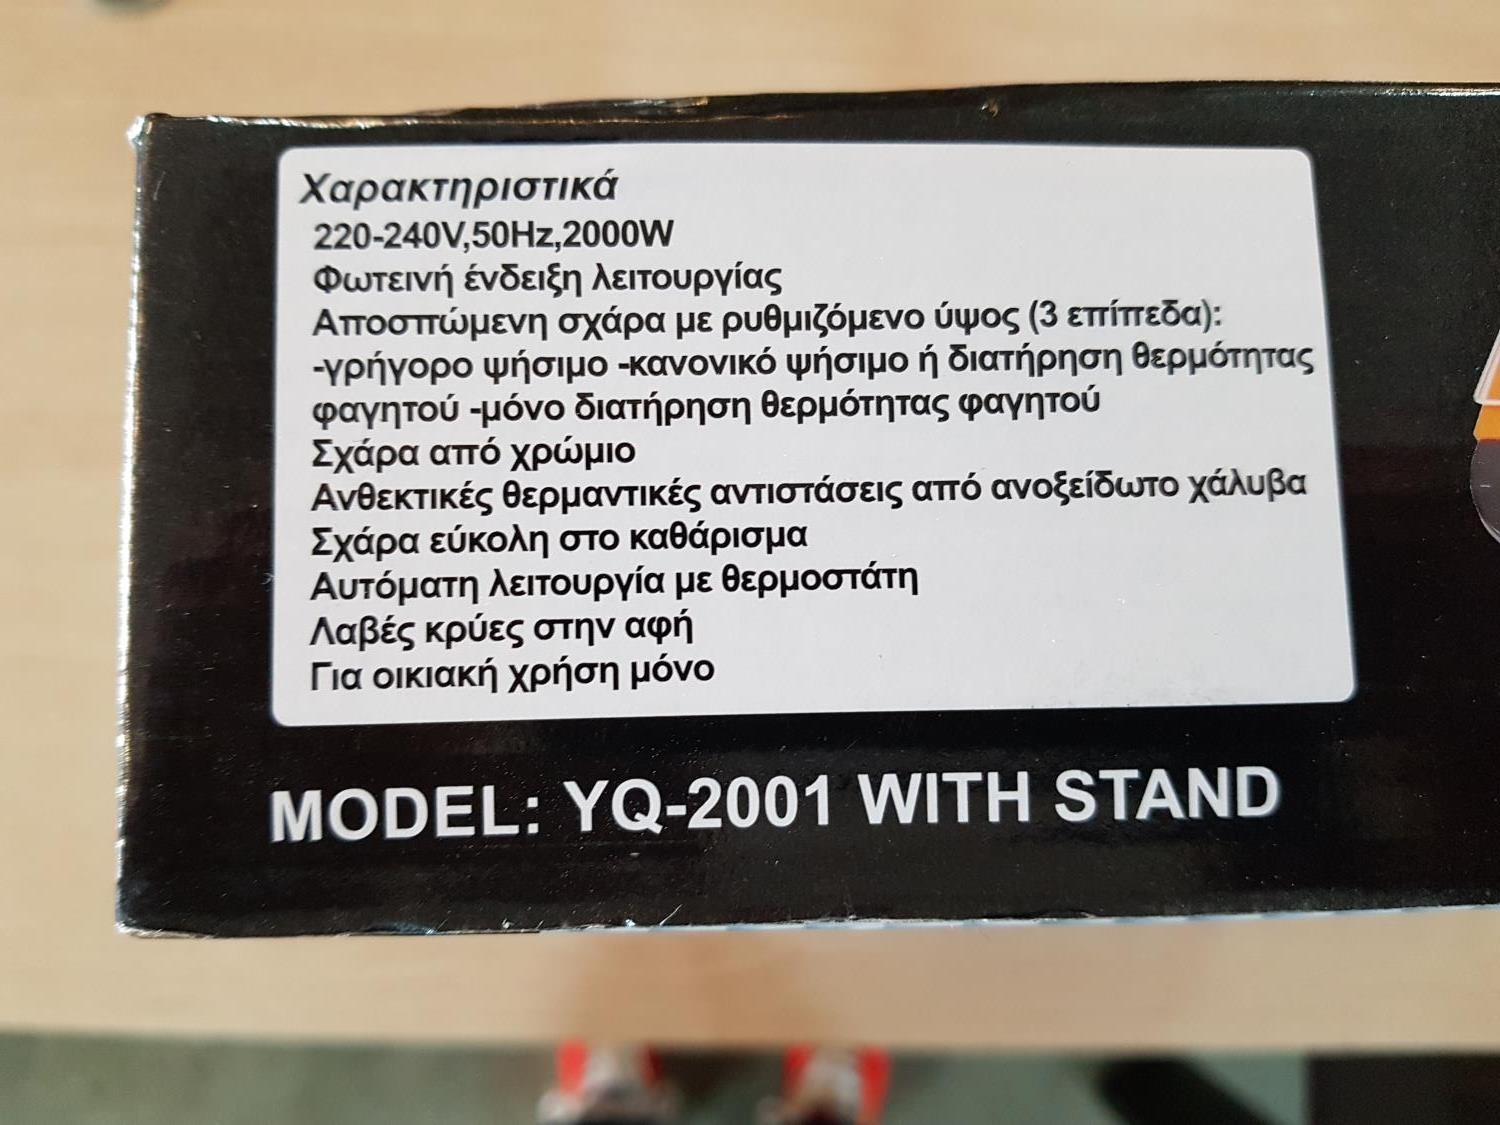 Χαρακτηριστικά
220-240V,50Hz,2000W
Φωτεινή ένδειξη λειτουργίας
Αποσπώμενη σχάρα με ρυθμιζόμενο ύψος (3 επίπεδα):
-γρήγορο ψήσιμο -κανονικό ψήσιμο ή διατήρηση θερμότητας
φαγητού -μόνο διατήρηση θερμότητας φαγητού
Σχάρα από χρώμιο
Ανθεκτικές θερμαντικές αντιστάσεις από ανοξείδωτο χάλυβα
Σχάρα εύκολη στο καθάρισμα
Αυτόματη λειτουργία με θερμοστάτη
Λαβές κρύες στην αφή
Για οικιακή χρήση μόνο
MODEL: YQ-2001 WITH STAND